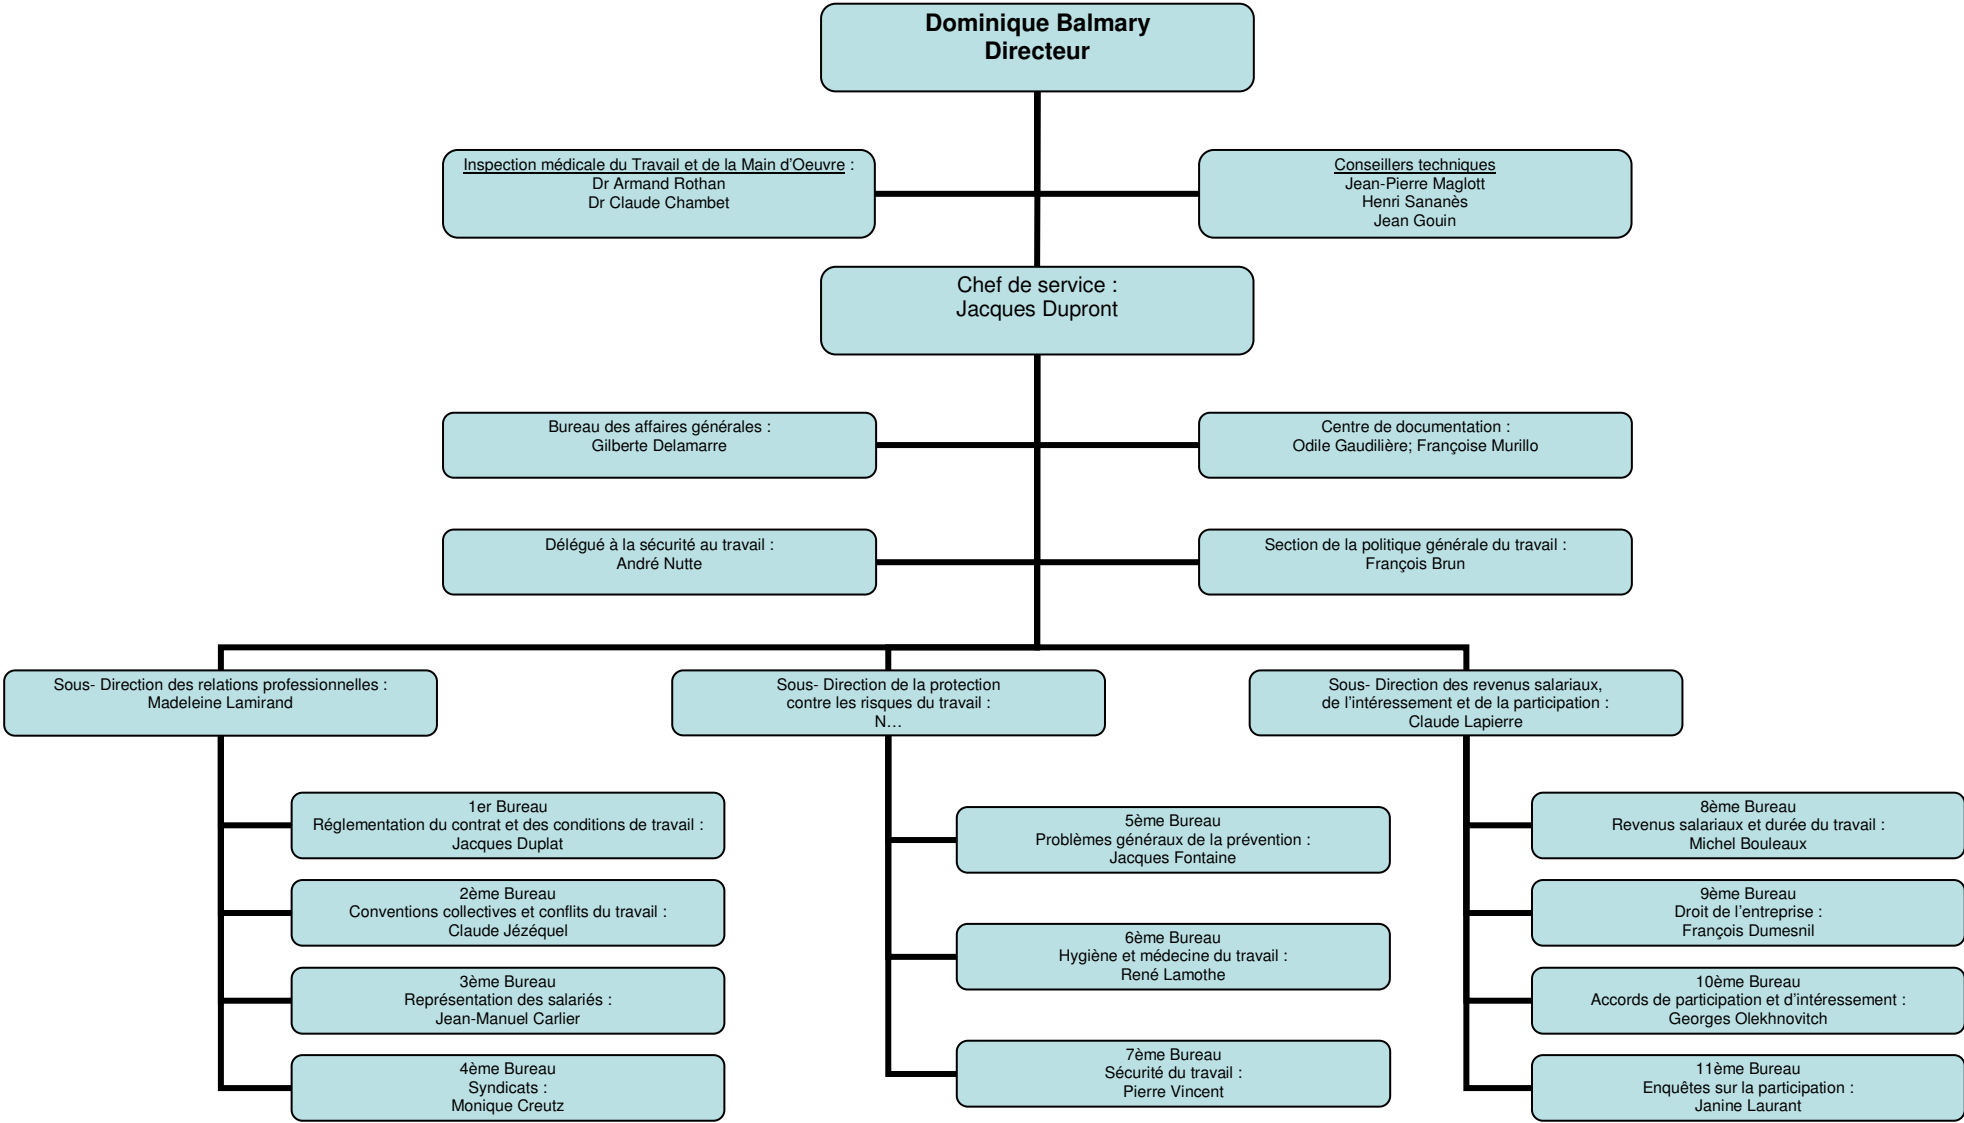 Dominique Balmary
Directeur
Inspection médicale du Travail et de la Main d'Oeuvre :
Dr Armand Rothan
Dr Claude Chambet
Conseillers techniques
Jean-Pierre Maglott
Henri Sananès
Jean Gouin
Chef de service :
Jacques Dupront
Bureau des affaires générales :
Gilberte Delamarre
Centre de documentation :
Odile Gaudilière; Françoise Murillo
Délégué à la sécurité au travail :
André Nutte
Section de la politique générale du travail :
François Brun
Sous- Direction des relations professionnelles :
Madeleine Lamirand
Sous- Direction de la protection
contre les risques du travail :
N…
Sous- Direction des revenus salariaux,
de l'intéressement et de la participation :
Claude Lapierre
1er Bureau
Réglementation du contrat et des conditions de travail :
Jacques Duplat
2ème Bureau
Conventions collectives et conflits du travail :
Claude Jézéquel
3ème Bureau
Représentation des salariés :
Jean-Manuel Carlier
4ème Bureau
Syndicats :
Monique Creutz
5ème Bureau
Problèmes généraux de la prévention :
Jacques Fontaine
6ème Bureau
Hygiène et médecine du travail :
René Lamothe
7ème Bureau
Sécurité du travail :
Pierre Vincent
8ème Bureau
Revenus salariaux et durée du travail :
Michel Bouleaux
9ème Bureau
Droit de l'entreprise :
François Dumesnil
10ème Bureau
Accords de participation et d'intéressement :
Georges Olekhnovitch
11ème Bureau
Enquêtes sur la participation :
Janine Laurant